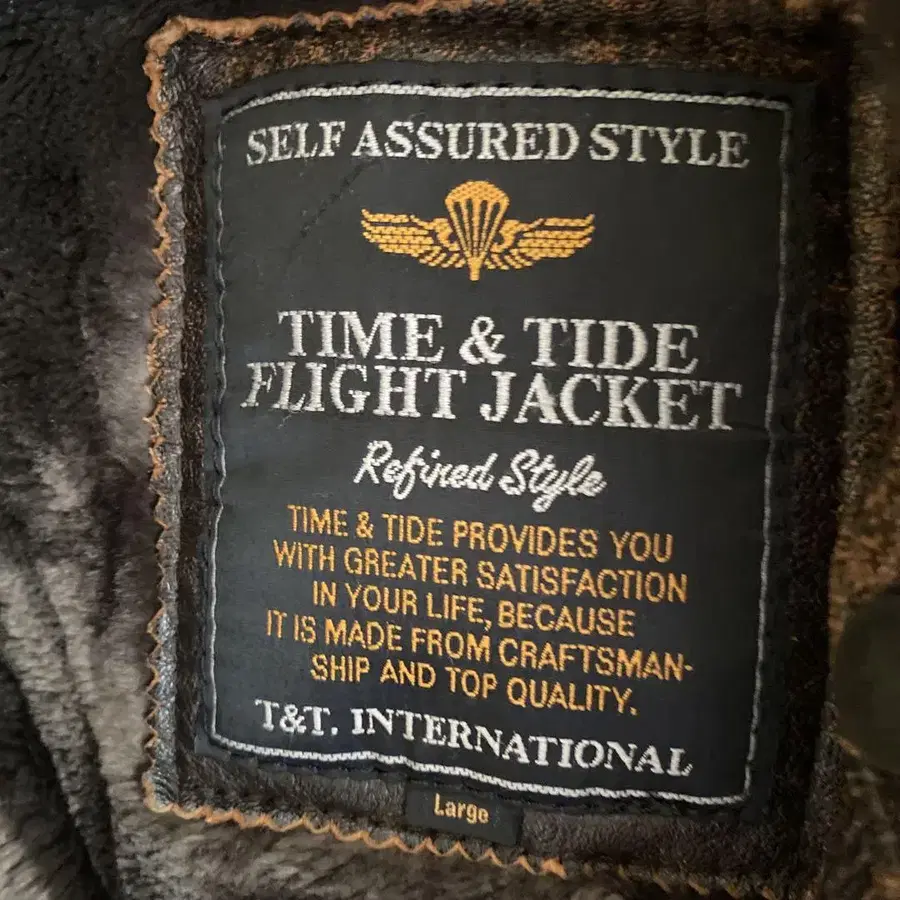 SELF ASSURED STYLE
TIME & TIDE
FLIGHT JACKET
Refined Style
TIME & TIDE PROVIDES YOU
WITH GREATER SATISFACTION
IN YOUR LIFE, BECAUSE
IT IS MADE FROM CRAFTSMAN-
SHIP AND TOP QUALITY.
T&T. INTERNATIONAL
Large